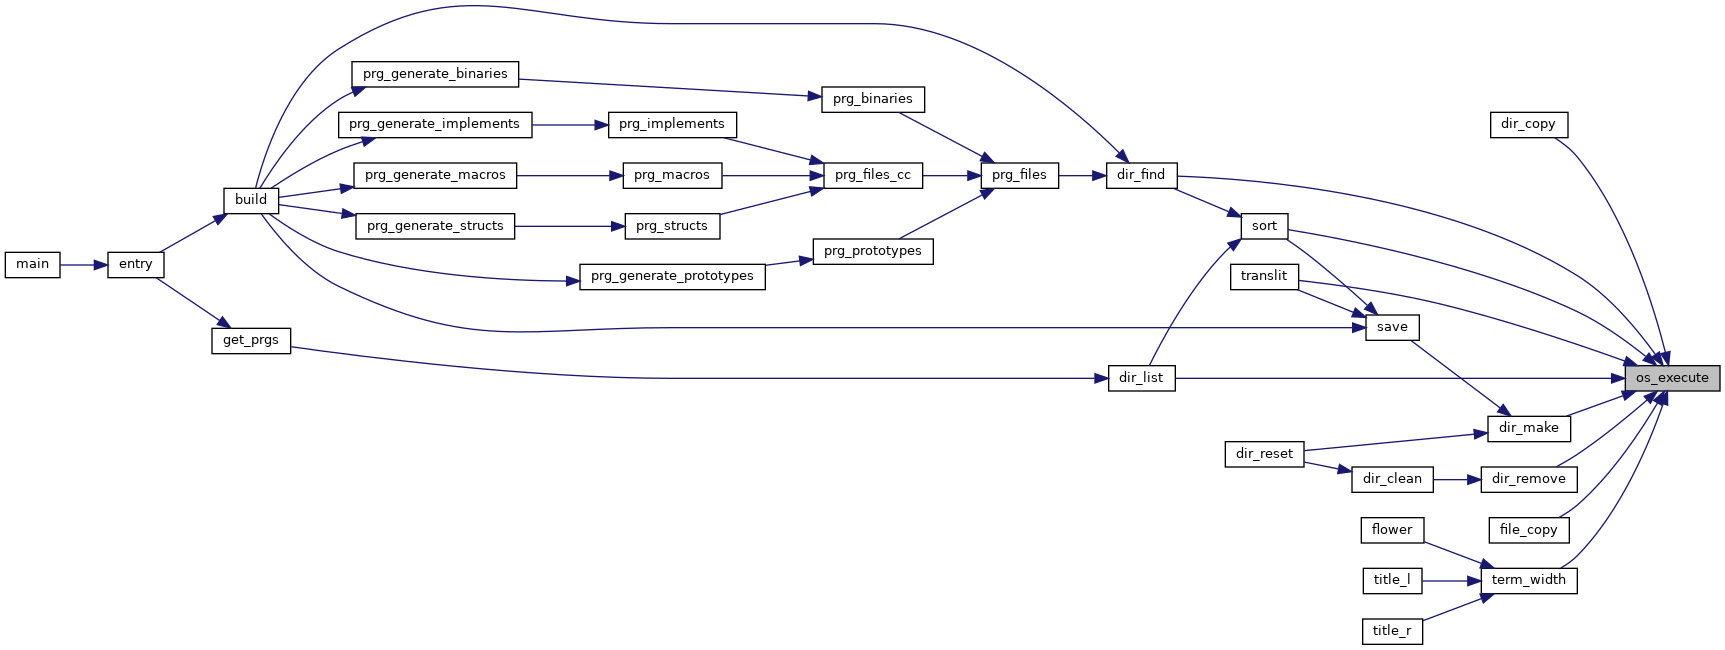 prg_generate_binaries
prg_binaries
dir_copy
prg_generate_implements
prg_implements
prg_generate_macros
prg_macros
prg_files_cc
prg_files
dir_find
build
prg_generate_structs
prg_structs
sort
main
entry
prg_prototypes
prg_generate_prototypes
translit
get_prgs
save
dir_list
os_execute
dir_make
dir_reset
dir_clean
dir_remove
flower
file_copy
title_l
term_width
title_r